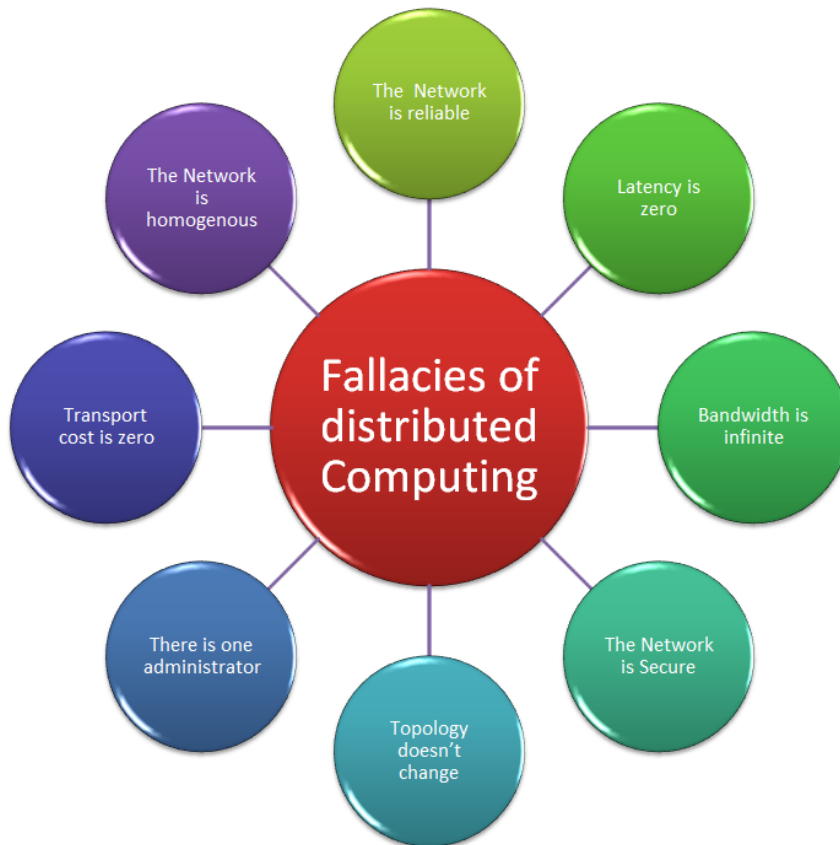 The Network
is reliable
Latency is
zero
Bandwidth is
infinite
The Network
is Secure
Topology
doesn't
change
There is one
administrator
Transport
cost is zero
The Network
is
homogenous
Fallacies of
distributed
Computing